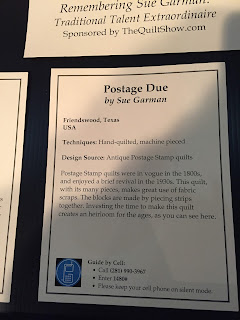 Remembering Sue Garman:
Traditional Talent Extraordinaire
Sponsored by TheQuiltShow.com
Postage Due
by Sue Garman
Friendswood, Texas
USA
Techniques: Hand-quilted, machine pieced
Design Source: Antique Postage Stamp quilts
Postage Stamp quilts were in vogue in the 1800s,
and enjoyed a brief revival in the 1930s. This quilt,
with its many pieces, makes great use of fabric
scraps. The blocks are made by piecing strips
together. Investing the time to make this quilt
creates an heirloom for the ages, as you can see here.
Guide by Cell:
• Call (281) 990-3967
• Enter 1480#
• Please keep your cell phone on silent mode.